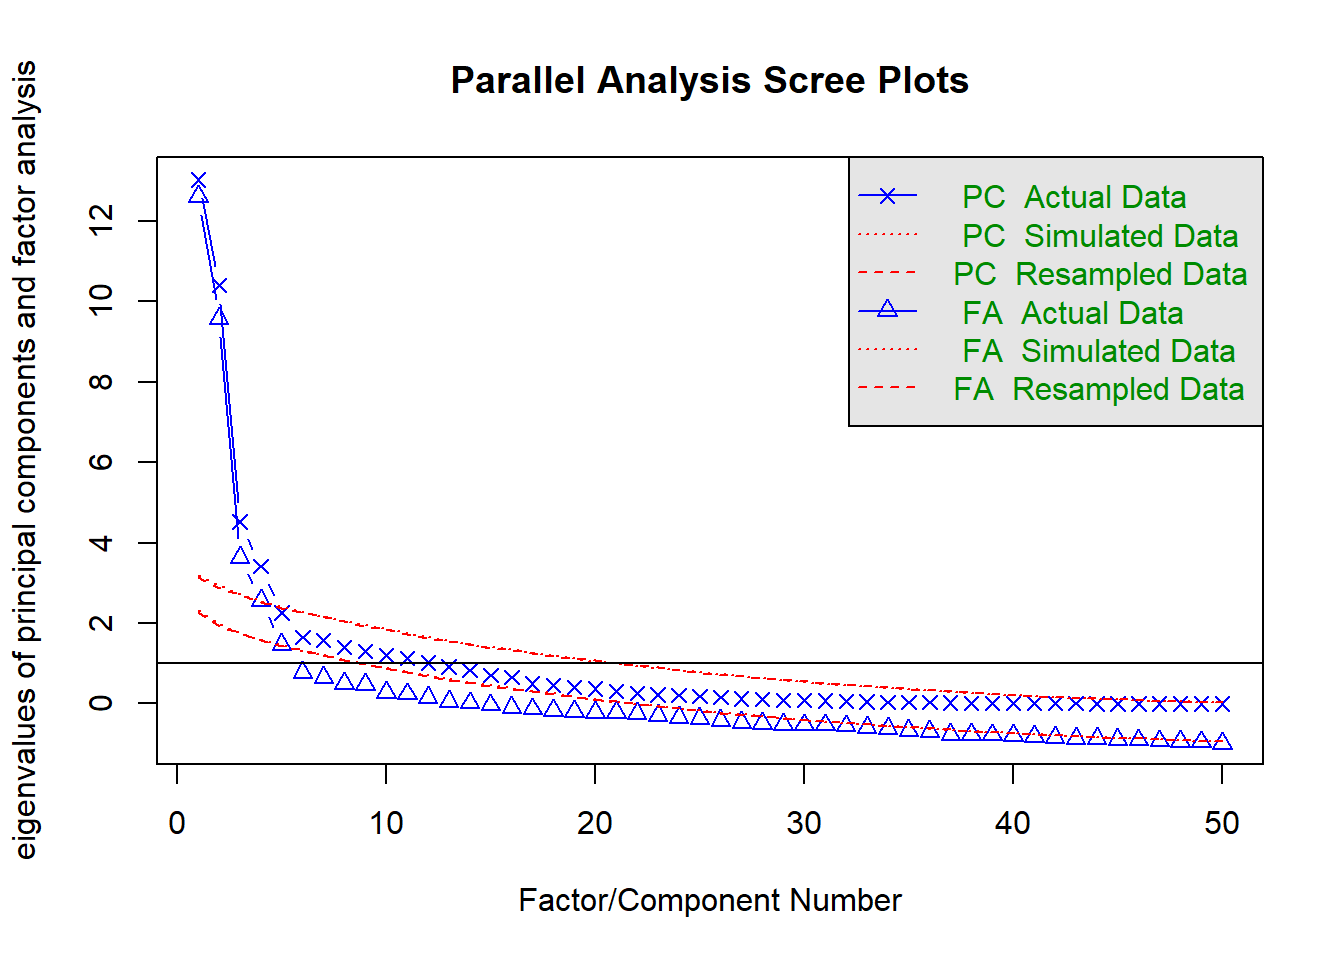 Parallel Analysis Scree Plots
eigenvalues of principal components and factor analysis
12
10
8
6
4
2
0
PC Actual Data
PC Simulated Data
PC Resampled Data
FA Actual Data
FA Simulated Data
FA Resampled Data
0 10 20 30 40 50
Factor/Component Number